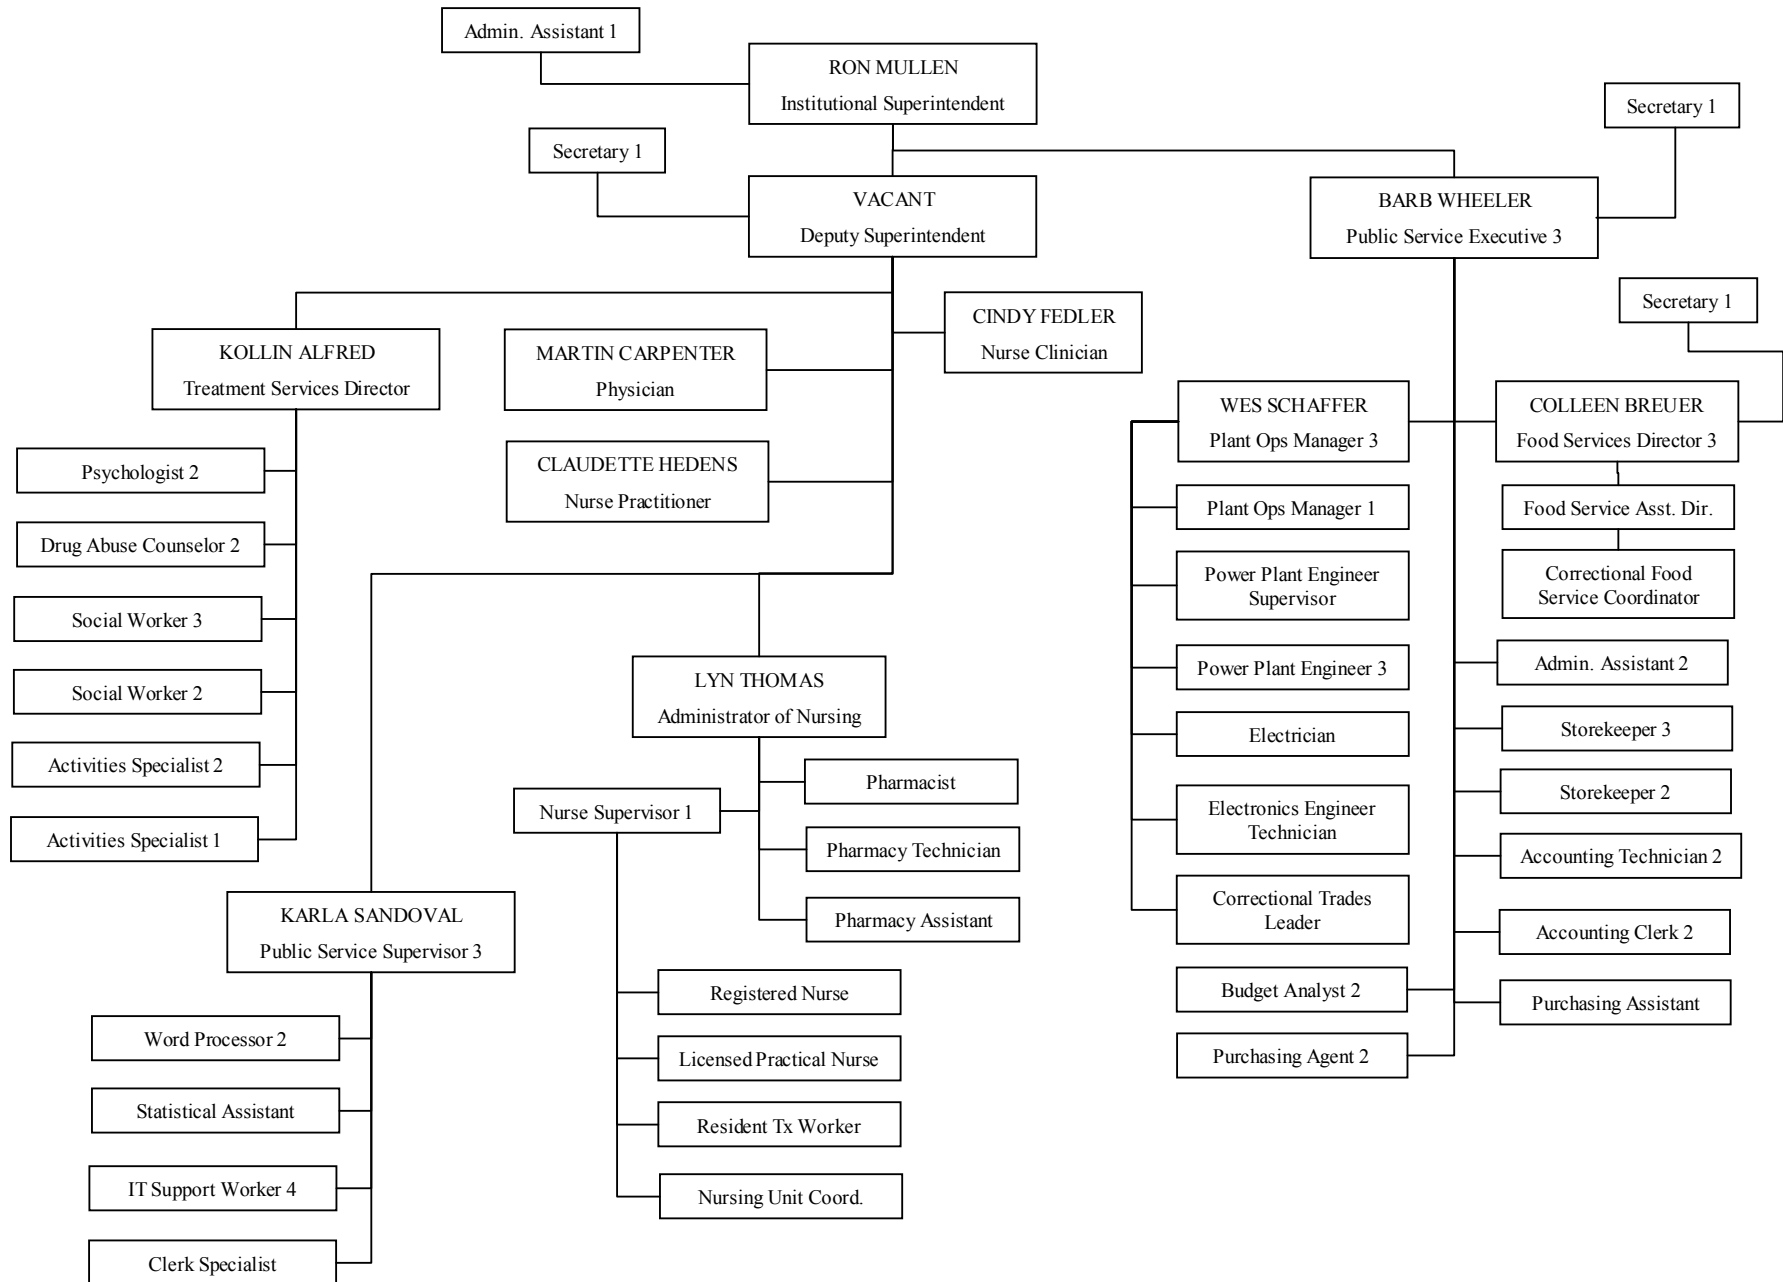 Admin. Assistant 1
RON MULLEN
Institutional Superintendent
Secretary 1
Secretary 1
VACANT
Deputy Superintendent
BARB WHEELER
Public Service Executive 3
Secretary 1
CINDY FEDLER
Nurse Clinician
KOLLIN ALFRED
Treatment Services Director
MARTIN CARPENTER
Physician
CLAUDETTE HEDENS
Nurse Practitioner
WES SCHAFFER
Plant Ops Manager 3
COLLEEN BREUER
Food Services Director 3
Psychologist 2
Drug Abuse Counselor 2
Social Worker 3
Social Worker 2
Activities Specialist 2
Activities Specialist 1
Plant Ops Manager 1
Power Plant Engineer
Supervisor
Power Plant Engineer 3
Electrician
Electronics Engineer
Technician
Correctional Trades
Leader
Budget Analyst 2
Purchasing Agent 2
Food Service Asst. Dir.
Correctional Food
Service Coordinator
Admin. Assistant 2
Storekeeper 3
Storekeeper 2
Accounting Technician 2
Accounting Clerk 2
Purchasing Assistant
LYN THOMAS
Administrator of Nursing
Pharmacist
Nurse Supervisor 1
Pharmacy Technician
Pharmacy Assistant
Registered Nurse
Licensed Practical Nurse
Resident Tx Worker
Nursing Unit Coord.
KARLA SANDOVAL
Public Service Supervisor 3
Word Processor 2
Statistical Assistant
IT Support Worker 4
Clerk Specialist